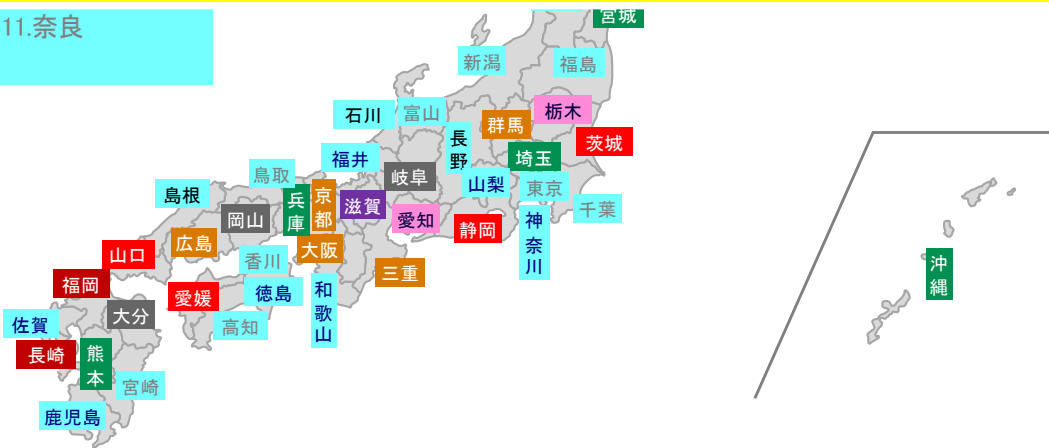 11.奈良
宮城
新潟
福島
石川
富山
栃木
群馬
長野
茨城
福井
埼玉
鳥取
岐阜
山梨
東京
島根
兵庫
京都
滋賀
千葉
岡山
愛知
静岡
神奈川
広島
山口
大阪
香川
三重
沖縄
福岡
愛媛
徳島
和歌山
大分
佐賀
高知
長崎
熊本
宮崎
鹿児島